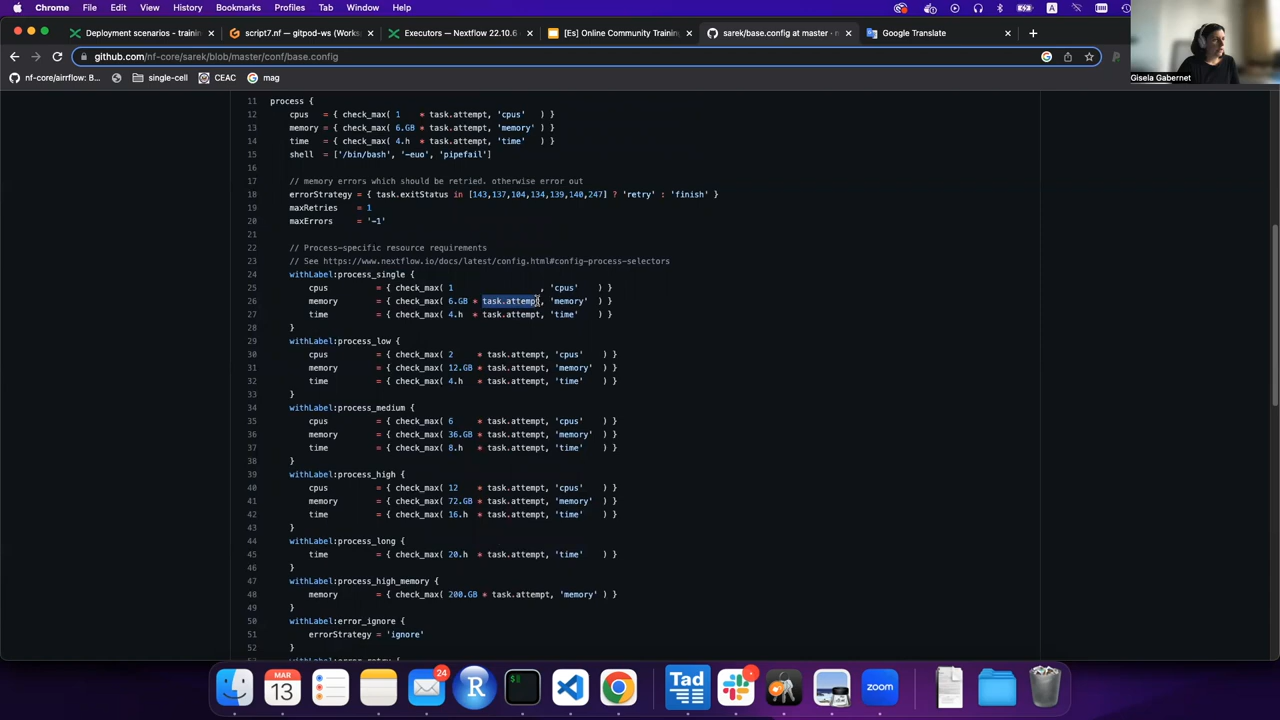 Chrome File Edit View History Bookmarks Profiles Tab Window Help
Deployment scenarios - trainin
script7.nf — gitpod-ws (Works
Executors — Nextflow 22.10.6
[Es] Online Community Training
sarek/base.config at master · n
Google Translate
github.com/nf-core/sarek/blob/master/conf/base.config
nf-core/airrflow: B...
single-cell
CEAC
mag
Gisela Gabernet
11 process {
12 cpus = { check_max( 1 * task.attempt, 'cpus' ) }
13 memory = { check_max( 6.GB * task.attempt, 'memory' ) }
14 time = { check_max( 4.h * task.attempt, 'time' ) }
15 shell = ['/bin/bash', '-euo', 'pipefail']
16
17 // memory errors which should be retried. otherwise error out
18 errorStrategy = { task.exitStatus in [143,137,104,134,139,140,247] ? 'retry' : 'finish' }
19 maxRetries = 1
20 maxErrors = '-1'
21
22 // Process-specific resource requirements
23 // See https://www.nextflow.io/docs/latest/config.html#config-process-selectors
24 withLabel:process_single {
25 cpus = { check_max( 1 , 'cpus' ) }
26 memory = { check_max( 6.GB * task.attempt, 'memory' ) }
27 time = { check_max( 4.h * task.attempt, 'time' ) }
28 }
29 withLabel:process_low {
30 cpus = { check_max( 2 * task.attempt, 'cpus' ) }
31 memory = { check_max( 12.GB * task.attempt, 'memory' ) }
32 time = { check_max( 4.h * task.attempt, 'time' ) }
33 }
34 withLabel:process_medium {
35 cpus = { check_max( 6 * task.attempt, 'cpus' ) }
36 memory = { check_max( 36.GB * task.attempt, 'memory' ) }
37 time = { check_max( 8.h * task.attempt, 'time' ) }
38 }
39 withLabel:process_high {
40 cpus = { check_max( 12 * task.attempt, 'cpus' ) }
41 memory = { check_max( 72.GB * task.attempt, 'memory' ) }
42 time = { check_max( 16.h * task.attempt, 'time' ) }
43 }
44 withLabel:process_long {
45 time = { check_max( 20.h * task.attempt, 'time' ) }
46 }
47 withLabel:process_high_memory {
48 memory = { check_max( 200.GB * task.attempt, 'memory' ) }
49 }
50 withLabel:error_ignore {
51 errorStrategy = 'ignore'
52 }
MAR
13
24
R
$
Tad
zoom